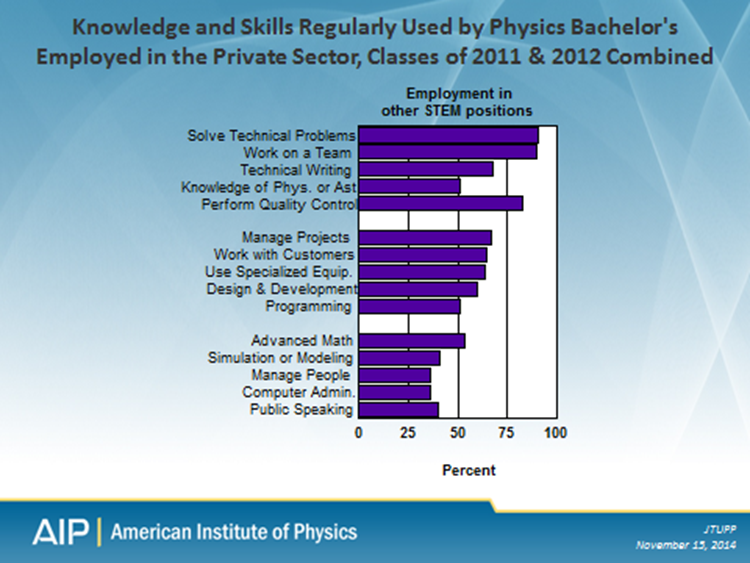 Knowledge and Skills Regularly Used by Physics Bachelor's
Employed in the Private Sector, Classes of 2011 & 2012 Combined
Employment in
other STEM positions
Solve Technical Problems
Work on a Team
Technical Writing
Knowledge of Phys. or Ast
Perform Quality Control
Manage Projects
Work with Customers
Use Specialized Equip.
Design & Development
Programming
Advanced Math
Simulation or Modeling
Manage People
Computer Admin.
Public Speaking
0 25 50 75 100
Percent
AIP | American Institute of Physics
JTUPP
November 15, 2014